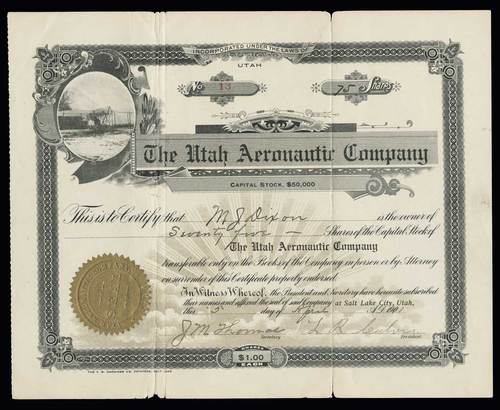 INCORPORATED UNDER THE LAWS OF
UTAH
No. 13
75 Shares
The Utah Aeronautic Company
CAPITAL STOCK, $50,000
This is to Certify that M J Dixon is the owner of
Seventy five — Shares of the Capital Stock of
The Utah Aeronautic Company
transferable only on the Books of the Company in person or by Attorney
on surrender of this Certificate properly endorsed.
In Witness Whereof, the President and Secretary have hereunto subscribed
their names and affixed the seal of said Company at Salt Lake City, Utah,
this 5 day of
J M Thomas
Secretary President
SHARES
$1.00
EACH